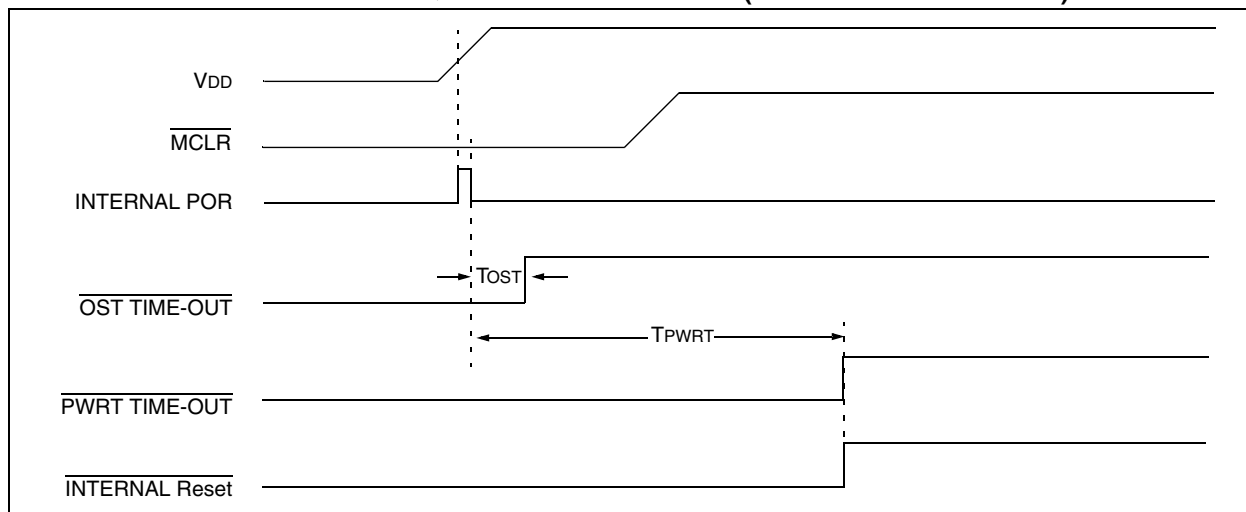 VDD
MCLR
INTERNAL POR
TOST
OST TIME-OUT
TPWRT
PWRT TIME-OUT
INTERNAL Reset